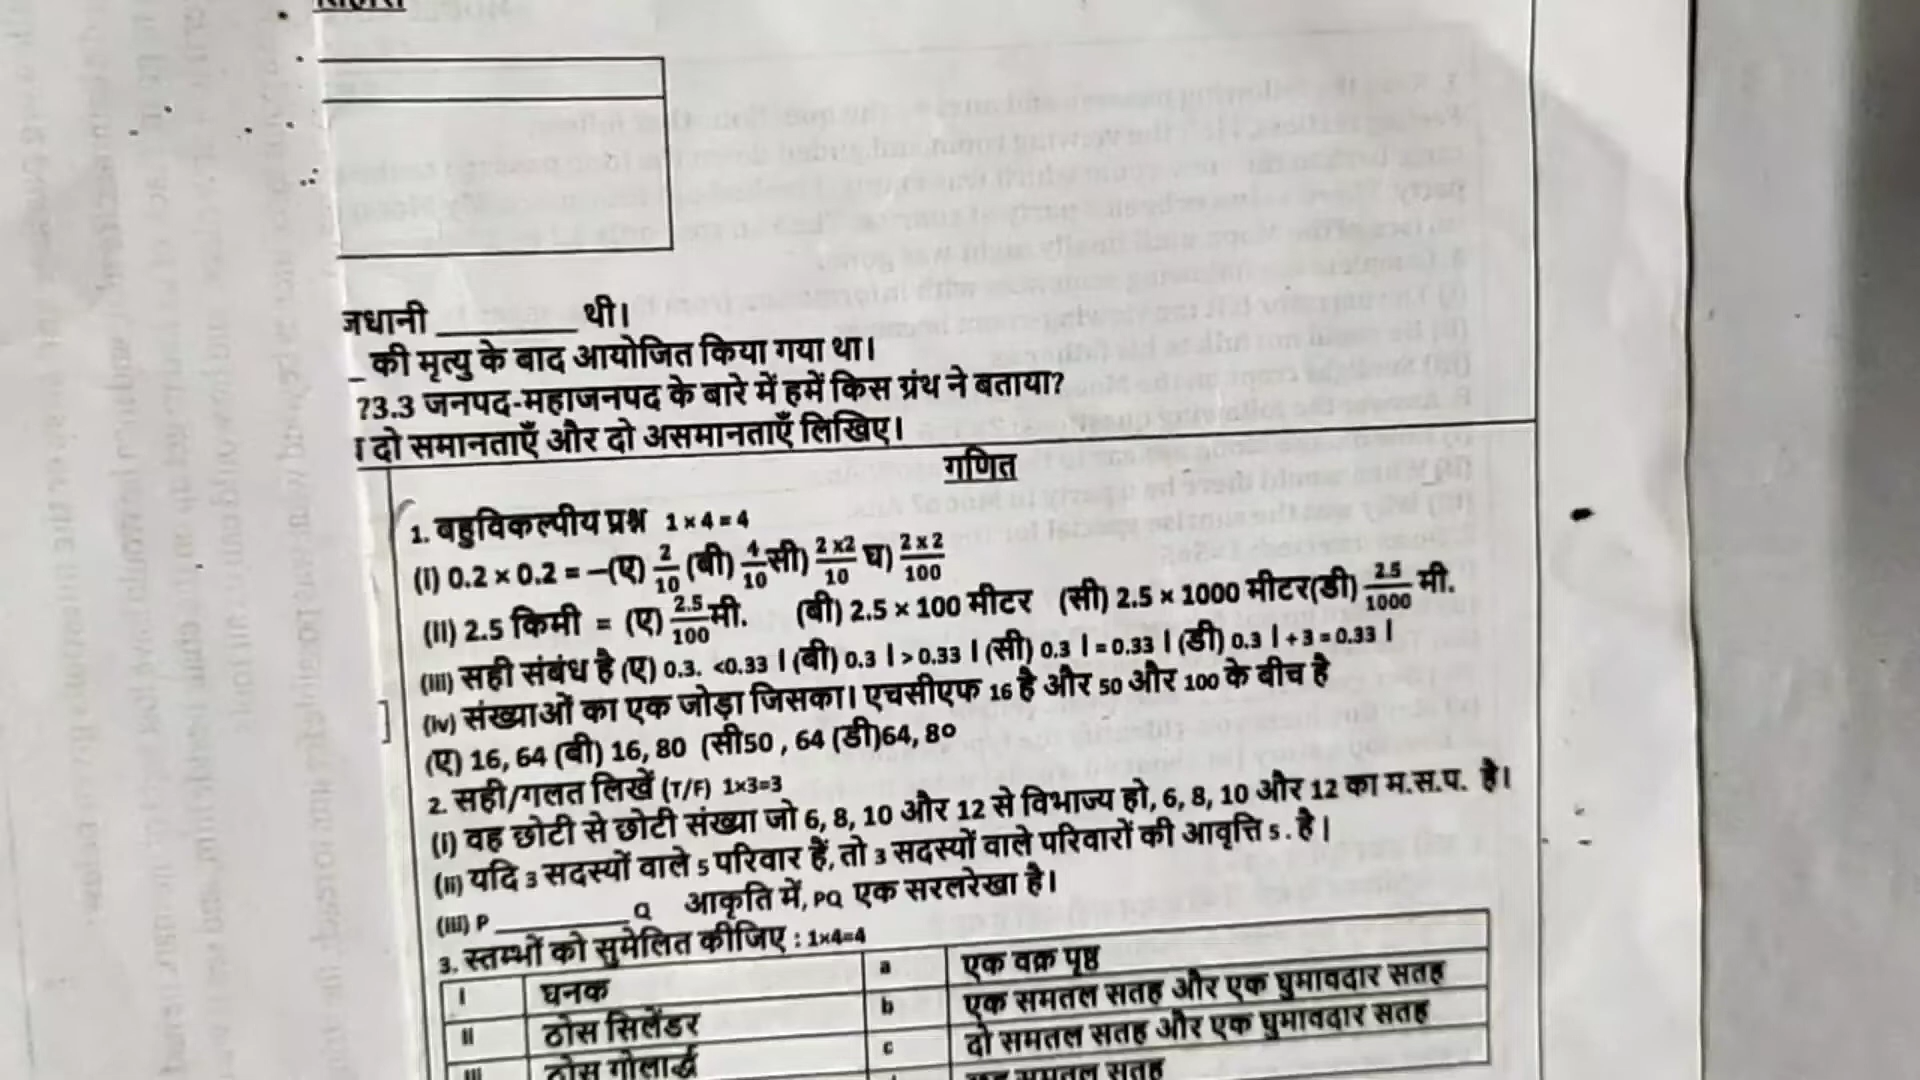 जधानी ________ थी।
_ की मृत्यु के बाद आयोजित किया गया था।
?3.3 जनपद-महाजनपद के बारे में हमें किस ग्रंथ ने बताया?
दो समानताएँ और दो असमानताएँ लिखिए।
गणित
1. बहुविकल्पीय प्रश्न 1 × 4 = 4
(i) 0.2 × 0.2 = –(ए) 2/10 (बी) 4/10 सी) 2 x2/10 घ) 2 x 2/100
(ii) 2.5 किमी = (ए) 2.5/100 मी. (बी) 2.5 × 100 मीटर (सी) 2.5 × 1000 मीटर(डी) 2.5/1000 मी.
(iii) सही संबंध है (ए) 0.3. <0.33 l (बी) 0.3 l > 0.33 l (सी) 0.3 l = 0.33 l (डी) 0.3 l + 3 = 0.33 l
(iv) संख्याओं का एक जोड़ा जिसका। एचसीएफ 16 है और 50 और 100 के बीच है
(ए) 16, 64 (बी) 16, 80 (सी50 , 64 (डी)64, 80
2. सही/गलत लिखें (T/F) 1×3=3
(i) वह छोटी से छोटी संख्या जो 6, 8, 10 और 12 से विभाज्य हो, 6, 8, 10 और 12 का म.स.प. है।
(ii) यदि 3 सदस्यों वाले 5 परिवार हैं, तो 3 सदस्यों वाले परिवारों की आवृत्ति 5 . है।
(iii) P ________ Q आकृति में, PQ एक सरलरेखा है।
3. स्तम्भों को सुमेलित कीजिए : 1×4=4
I घनक a एक वक्र पृष्ठ
II ठोस सिलेंडर b एक समतल सतह और एक घुमावदार सतह
III ठोस गोलार्द्ध c दो समतल सतह और एक घुमावदार सतह
समतल सतह